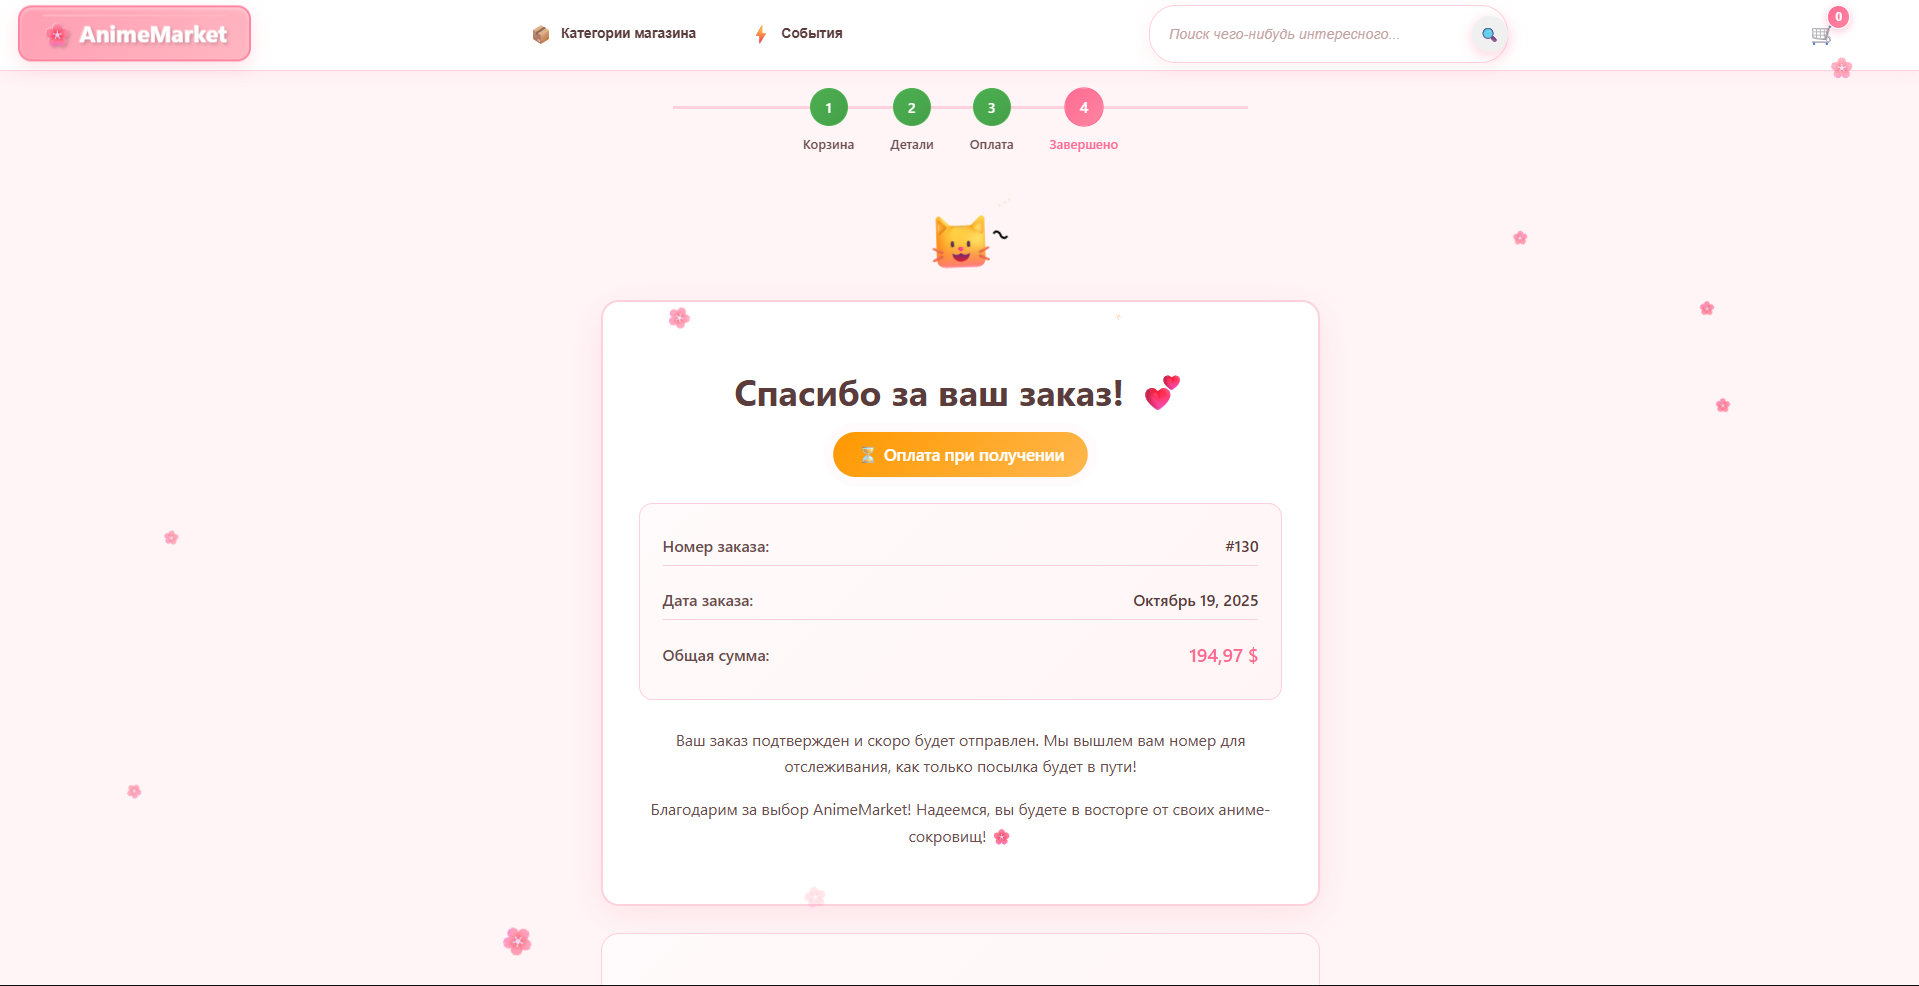 AnimeMarket
Категории магазина
События
Поиск чего-нибудь интересного...
0
1
2
3
4
Корзина
Детали
Оплата
Завершено
~
Спасибо за ваш заказ!
Оплата при получении
Номер заказа: #130
Дата заказа: Октябрь 19, 2025
Общая сумма: 194,97 $
Ваш заказ подтвержден и скоро будет отправлен. Мы вышлем вам номер для
отслеживания, как только посылка будет в пути!
Благодарим за выбор AnimeMarket! Надеемся, вы будете в восторге от своих аниме-
сокровищ!